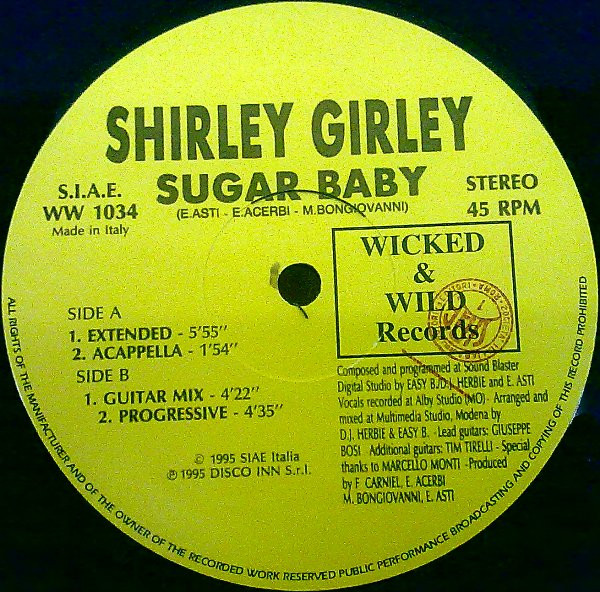 SHIRLEY GIRLEY
SUGAR BABY
(E.ASTI - E.ACERBI - M.BONGIOVANNI)
S.I.A.E.
WW 1034
Made in Italy
STEREO
45 RPM
WICKED
&
WILD
Records
SIDE A
1. EXTENDED - 5'55"
2. ACAPPELLA - 1'54"
SIDE B
1. GUITAR MIX - 4'22"
2. PROGRESSIVE - 4'35"
© 1995 SIAE Italia
℗ 1995 DISCO INN S.r.l.
Composed and programmed at Sound Blaster
Digital Studio by EASY B,D.J. HERBIE and E. ASTI
Vocals recorded at Alby Studio (MO)- Arranged and
mixed at Multimedia Studio, Modena by
D.J. HERBIE & EASY B. -Lead guitars: GIUSEPPE
BOSI - Additional guitars: TIM TIRELLI - Special
thanks to MARCELLO MONTI -Produced
by F. CARNIEL, E. ACERBI
M. BONGIOVANNI, E. ASTI
ALL RIGHTS OF THE MANIFACTURER AND OF THE OWNER OF THE RECORDED WORK RESERVED PUBLIC PERFORMANCE BROADCASTING AND COPYING OF THIS RECORD PROHIBITED